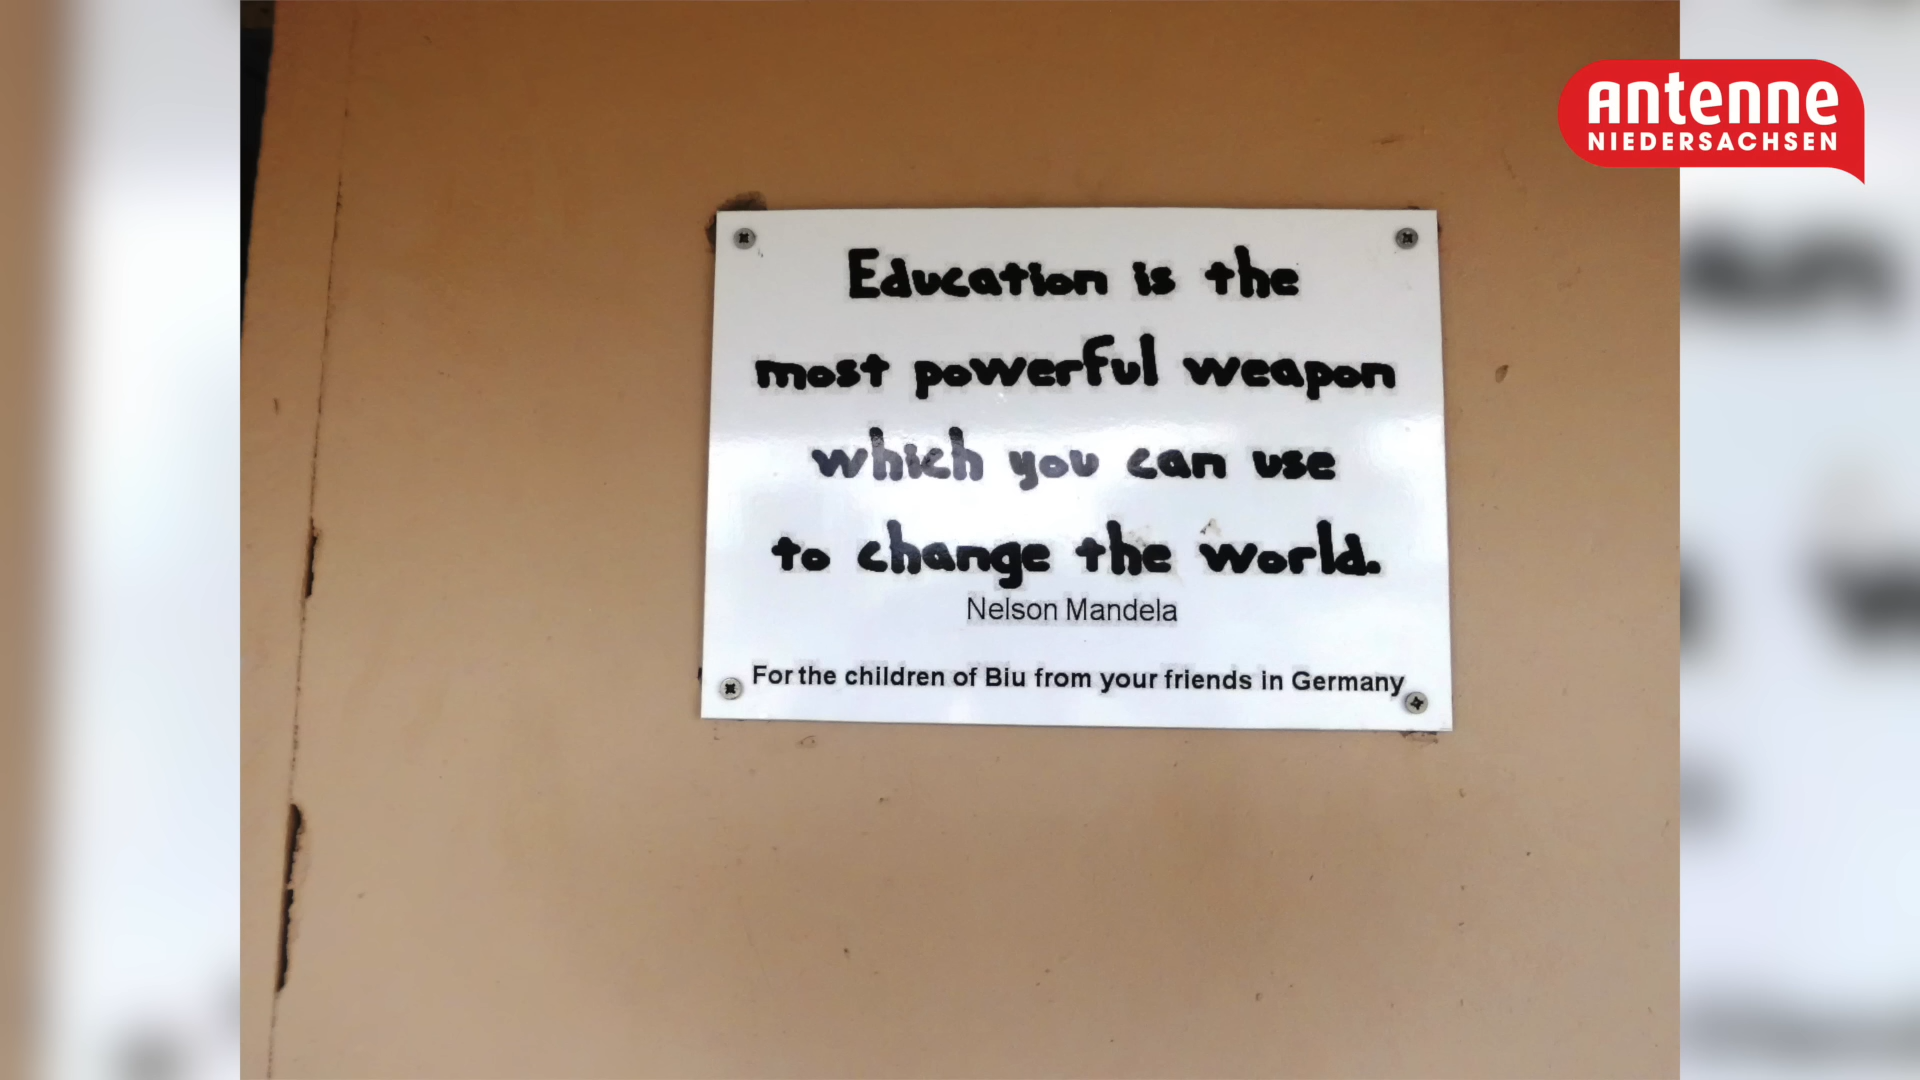 antenne
NIEDERSACHSEN
Education is the
most powerful weapon
which you can use
to change the world.
Nelson Mandela
For the children of Biu from your friends in Germany